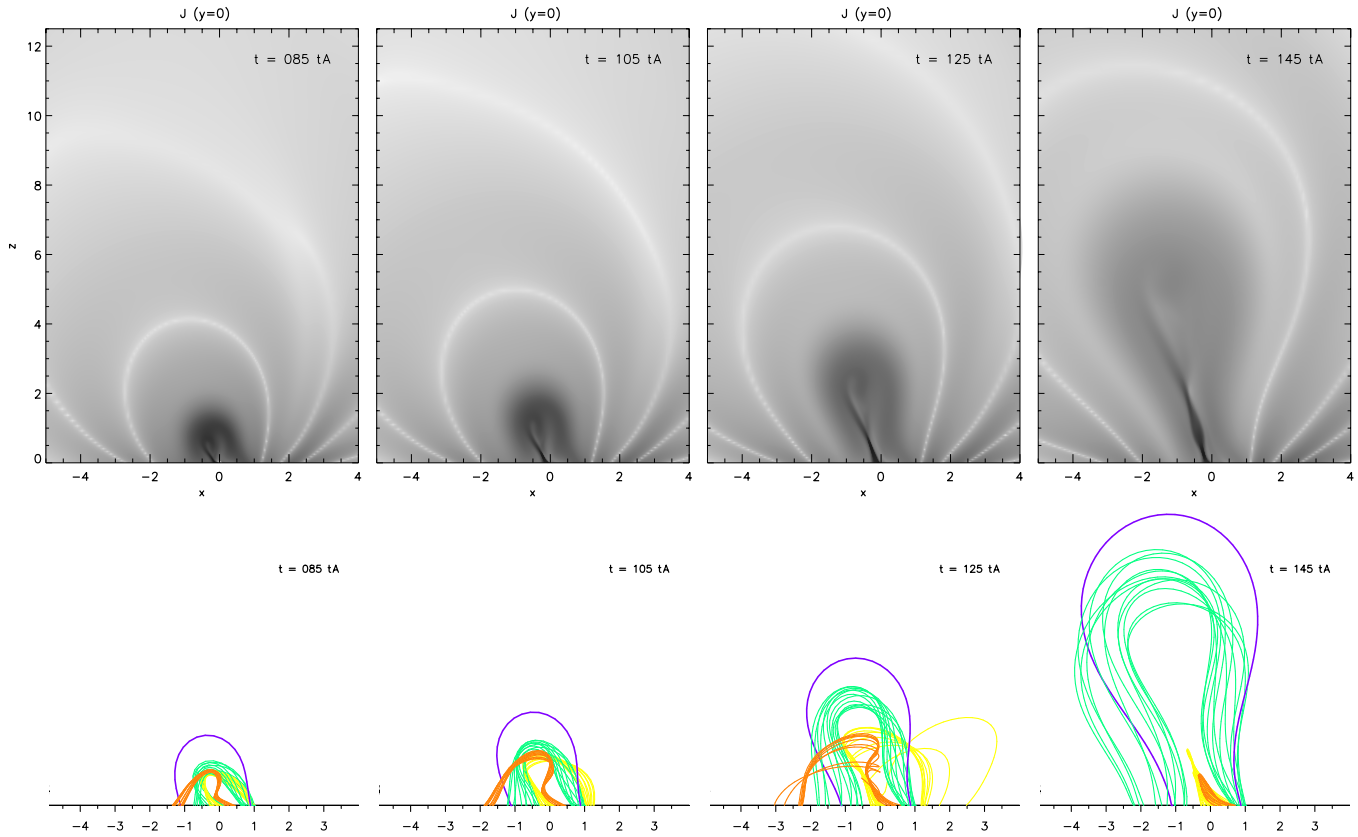 J (y=0) J (y=0) J (y=0) J (y=0)
t = 085 tA t = 105 tA t = 125 tA t = 145 tA
12
10
8
6
4
2
0
z
−4 −2 0 2 4 −4 −2 0 2 4 −4 −2 0 2 4 −4 −2 0 2 4
x x x x
t = 085 tA t = 105 tA t = 125 tA t = 145 tA
−4 −3 −2 −1 0 1 2 3 −4 −3 −2 −1 0 1 2 3 −4 −3 −2 −1 0 1 2 3 −4 −3 −2 −1 0 1 2 3